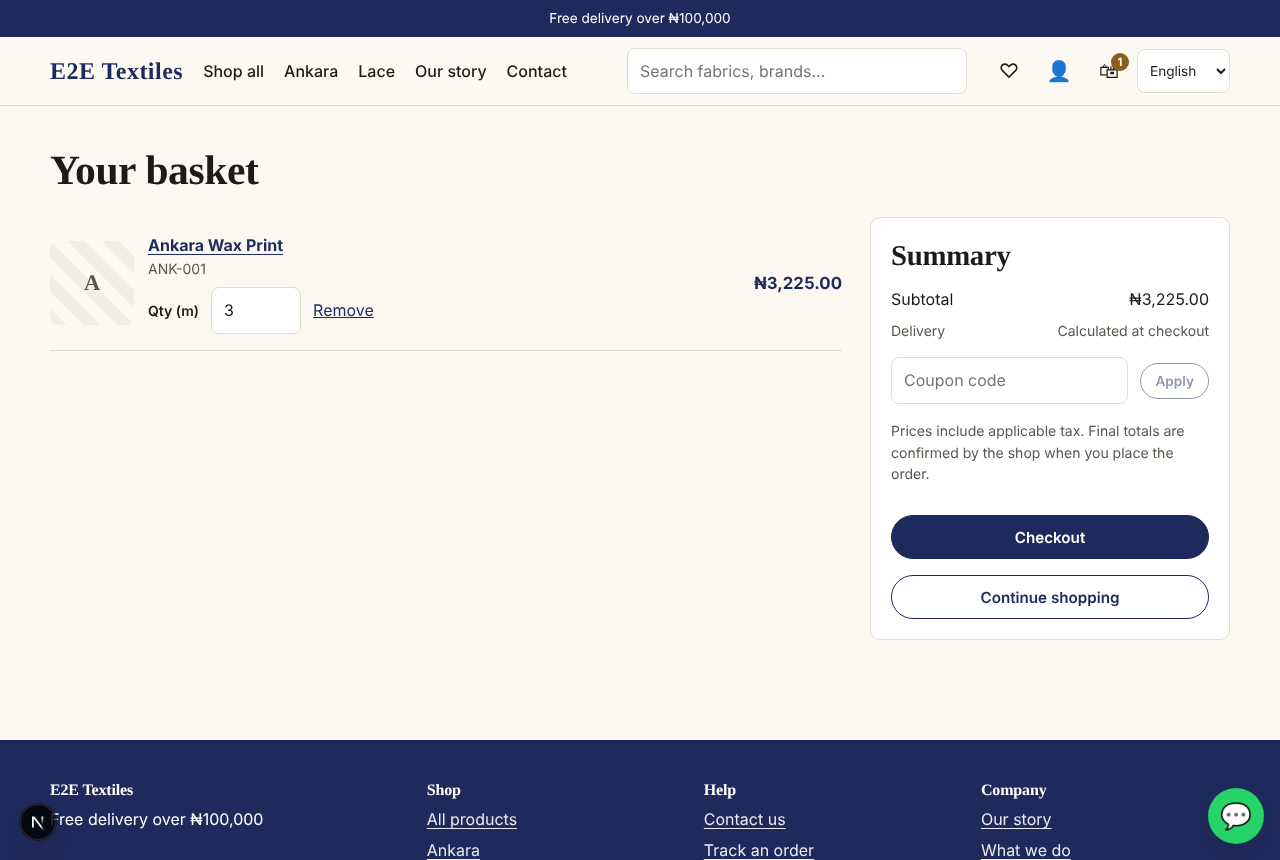 Free delivery over ₦100,000
E2E Textiles Shop all Ankara Lace Our story Contact Search fabrics, brands... 1 English
Your basket
A
Ankara Wax Print
ANK-001
Qty (m) 3 Remove
₦3,225.00
Summary
Subtotal ₦3,225.00
Delivery Calculated at checkout
Coupon code Apply
Prices include applicable tax. Final totals are
confirmed by the shop when you place the
order.
Checkout
Continue shopping
E2E Textiles Shop Help Company
N
Free delivery over ₦100,000 All products Contact us Our story
Ankara Track an order What we do